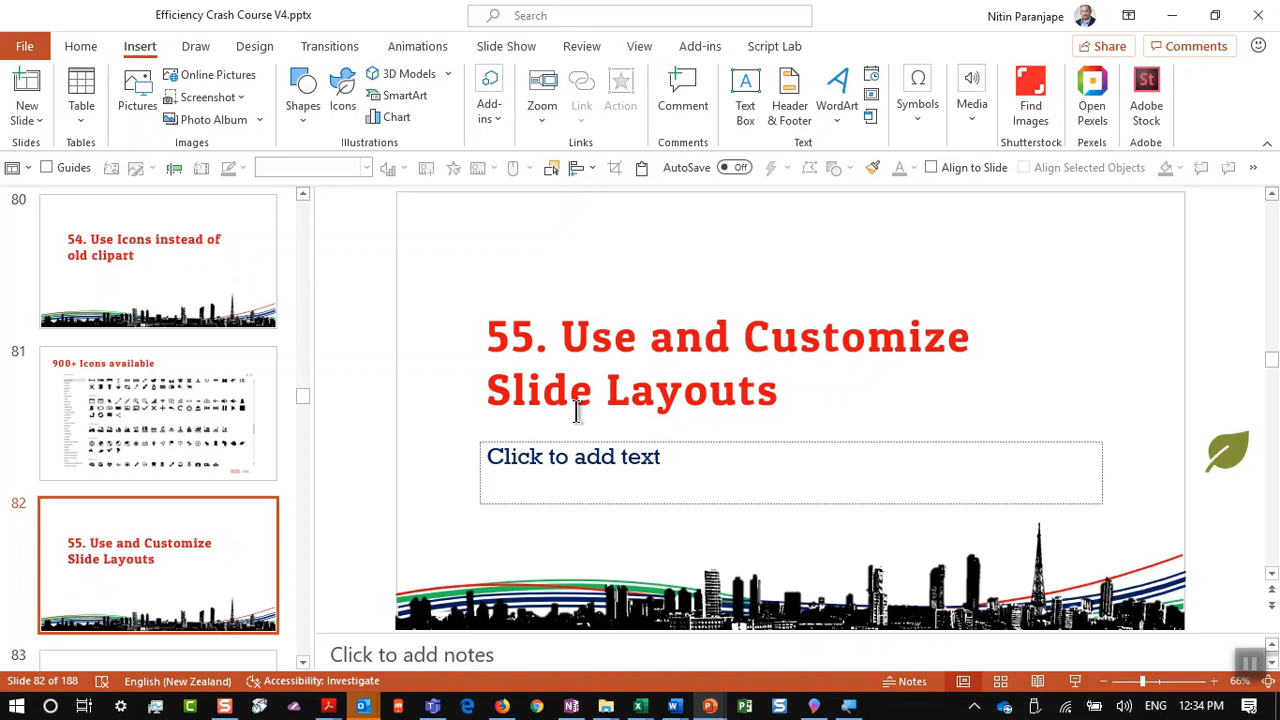 Efficiency Crash Course V4.pptx
Search
Nitin Paranjape
File Home Insert Draw Design Transitions Animations Slide Show Review View Add-ins Script Lab
Share Comments
New Slide
Table
Pictures
Online Pictures
Screenshot
Photo Album
Shapes
Icons
3D Models
SmartArt
Chart
Add-ins
Zoom
Link
Action
Comment
Text Box
Header & Footer
WordArt
Symbols
Media
Find Images
Open Pexels
Adobe Stock
Slides Tables Images Illustrations Links Comments Text Shutterstock Pexels Adobe
Guides AutoSave Off Align to Slide Align Selected Objects
80
54. Use Icons instead of
old clipart
81
900+ Icons available
82
55. Use and Customize
Slide Layouts
83
55. Use and Customize
Slide Layouts
Click to add text
Click to add notes
Slide 82 of 188 English (New Zealand) Accessibility: Investigate Notes 66%
12:34 PM